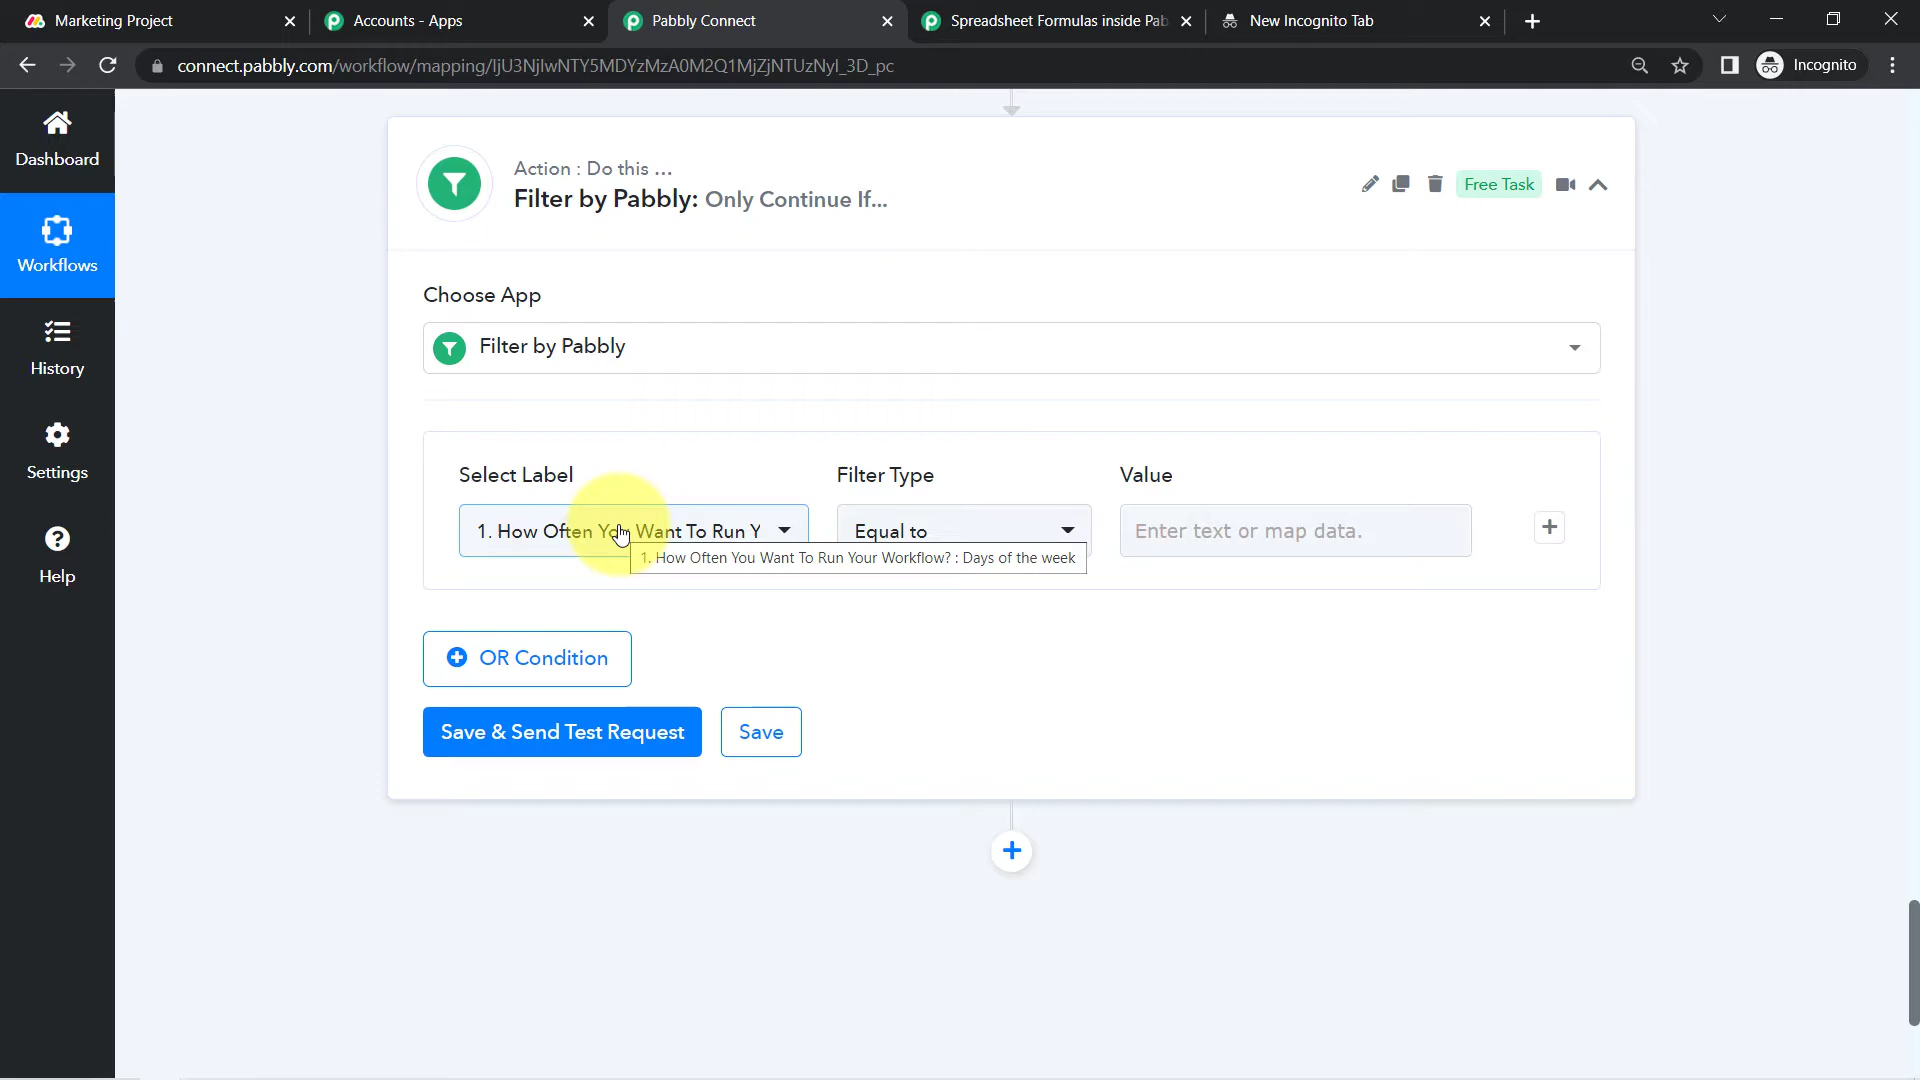 Marketing Project
Accounts - Apps
Pabbly Connect
Spreadsheet Formulas inside Pab
New Incognito Tab
connect.pabbly.com/workflow/mapping/IjU3NjIwNTY5MDYzMzA0M2Q1MjZjNTUzNyI_3D_pc
Incognito
Dashboard
Workflows
History
Settings
Help
Action : Do this ...
Filter by Pabbly: Only Continue If...
Free Task
Choose App
Filter by Pabbly
Select Label
Filter Type
Value
1. How Often You Want To Run Y
Equal to
Enter text or map data.
1. How Often You Want To Run Your Workflow? : Days of the week
OR Condition
Save & Send Test Request
Save